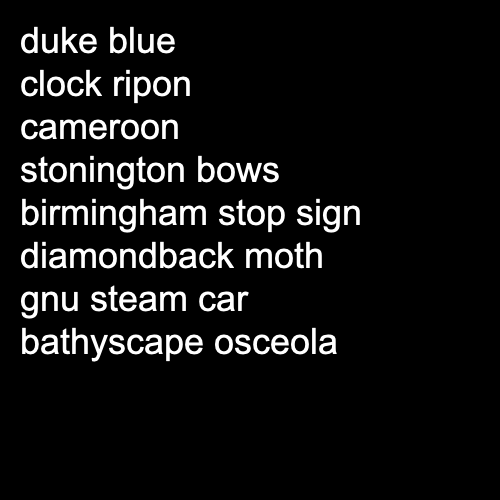 duke blue
clock ripon
cameroon
stonington bows
birmingham stop sign
diamondback moth
gnu steam car
bathyscape osceola